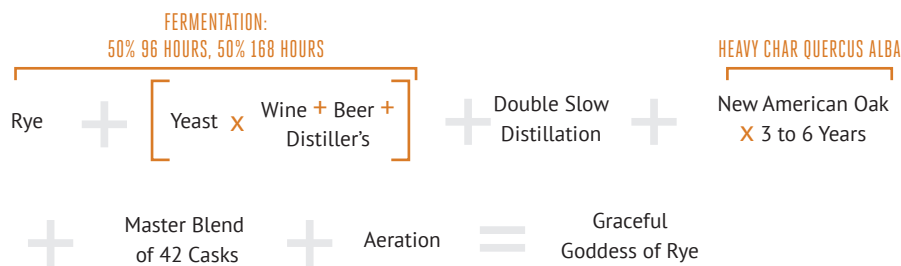 FERMENTATION:
50% 96 HOURS, 50% 168 HOURS
HEAVY CHAR QUERCUS ALBA
Rye + [Yeast x Wine + Beer + Distiller's] + Double Slow Distillation + New American Oak x 3 to 6 Years
+ Master Blend of 42 Casks + Aeration = Graceful Goddess of Rye